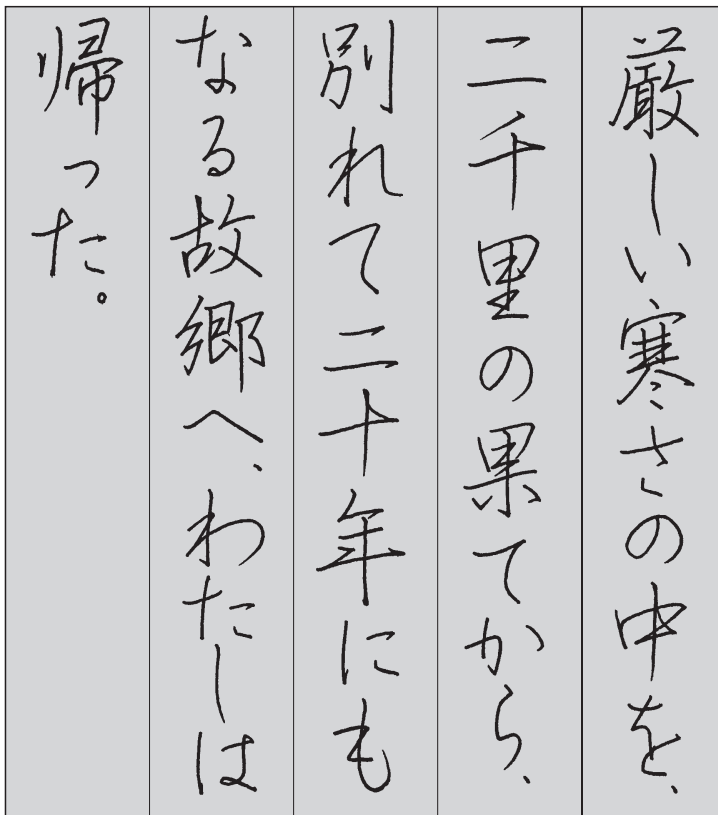 厳しい寒さの中を、
二千里の果てから、
別れて二十年にも
なる故郷へ、わたしは
帰った。